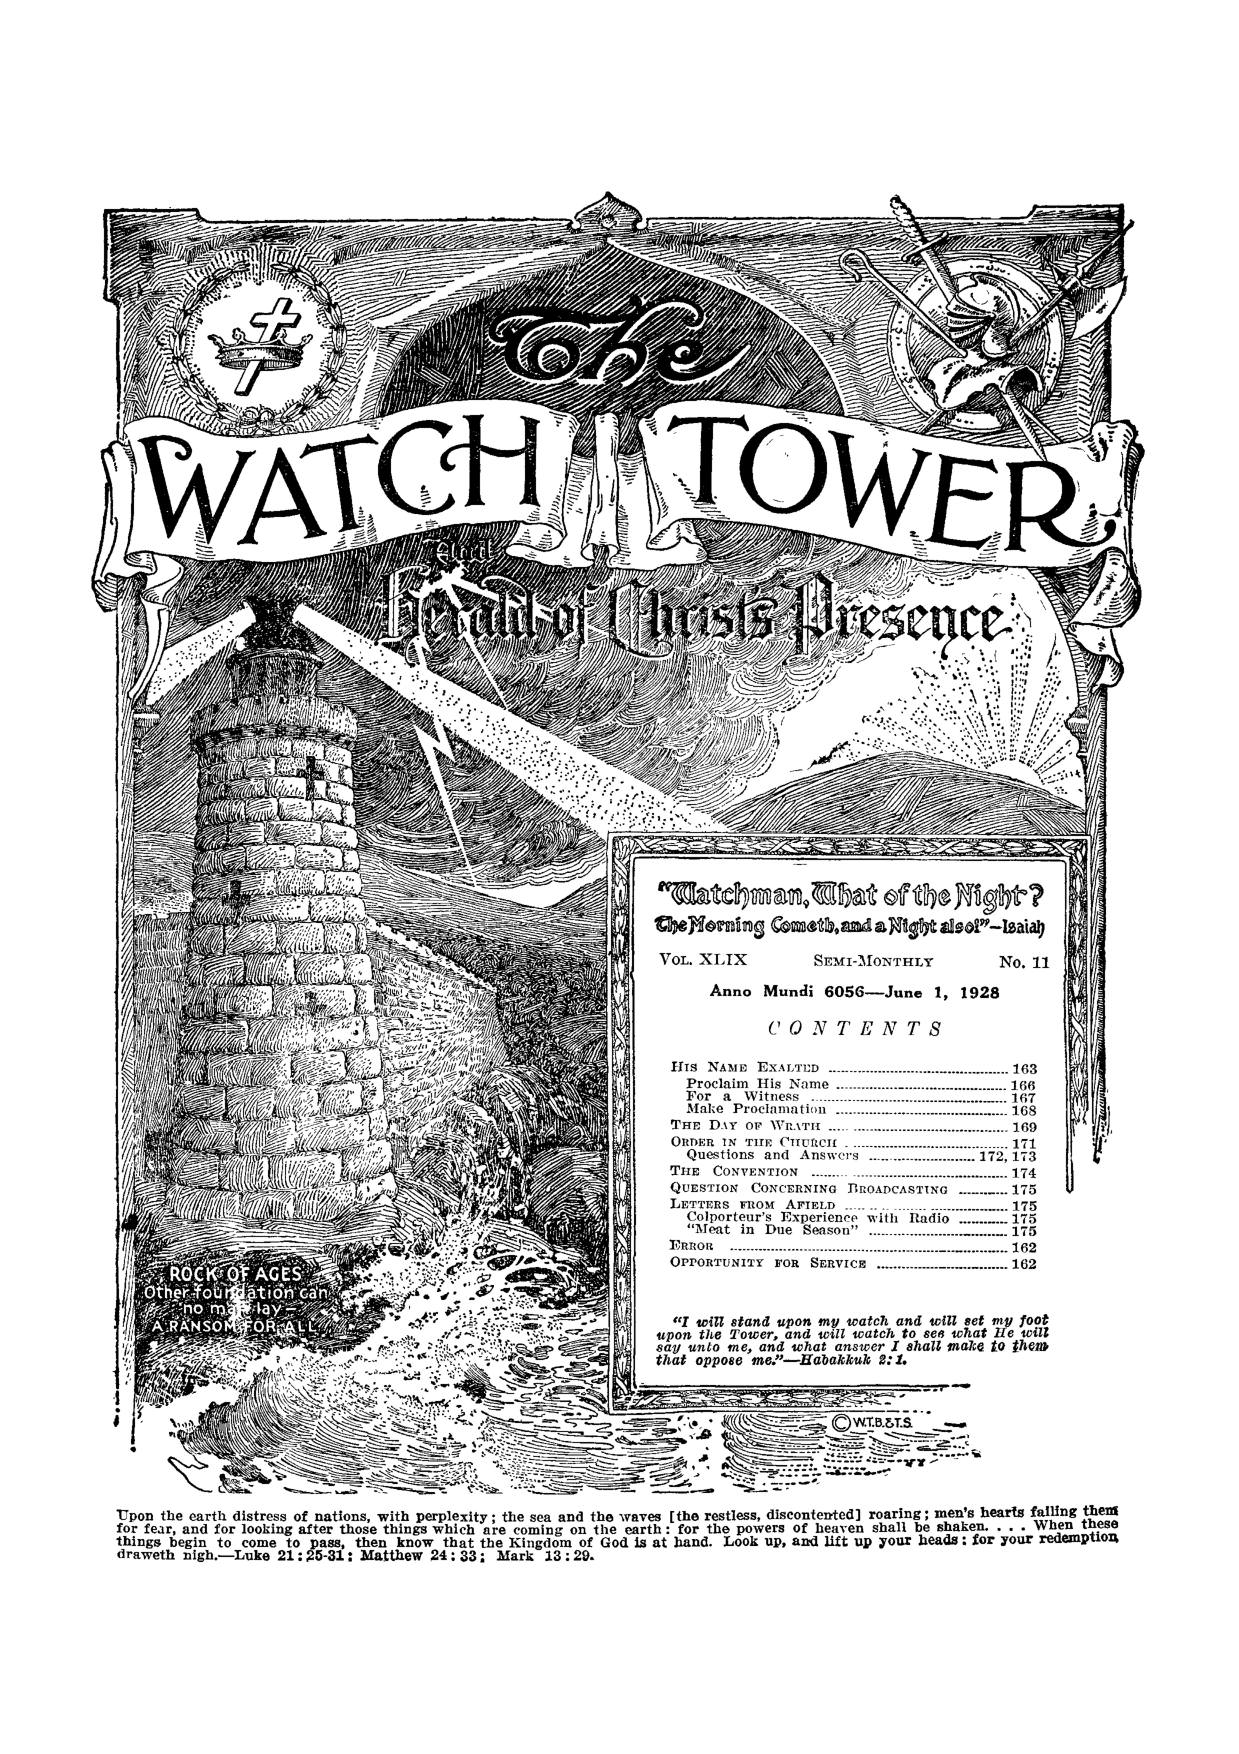 The
WATCH TOWER
And
Herald of Christ's Presence
"Watchman, What of the Night?
The Morning Cometh, and a Night also!"—Isaiah
VOL. XLIX SEMI-MONTHLY No. 11
Anno Mundi 6056—June 1, 1928
CONTENTS
HIS NAME EXALTED 163
Proclaim His Name 166
For a Witness 167
Make Proclamation 168
THE DAY OF WRATH 169
ORDER IN THE CHURCH 171
Questions and Answers 172, 173
THE CONVENTION 174
QUESTION CONCERNING BROADCASTING 175
LETTERS FROM AFIELD 175
Colporteur's Experience with Radio 175
"Meat in Due Season" 175
ERROR 162
OPPORTUNITY FOR SERVICE 162
"I will stand upon my watch and will set my foot
upon the Tower, and will watch to see what He will
say unto me, and what answer I shall make to them
that oppose me."—Habakkuk 2:1.
ROCK OF AGES
Other foundation can
no man lay—
A RANSOM FOR ALL
©W.T.B.&T.S.
Upon the earth distress of nations, with perplexity; the sea and the waves [the restless, discontented] roaring; men's hearts failing them
for fear, and for looking after those things which are coming on the earth: for the powers of heaven shall be shaken. . . . When these
things begin to come to pass, then know that the Kingdom of God is at hand. Look up, and lift up your heads; for your redemption
draweth nigh.—Luke 21:25-31; Matthew 24:33; Mark 13:29.